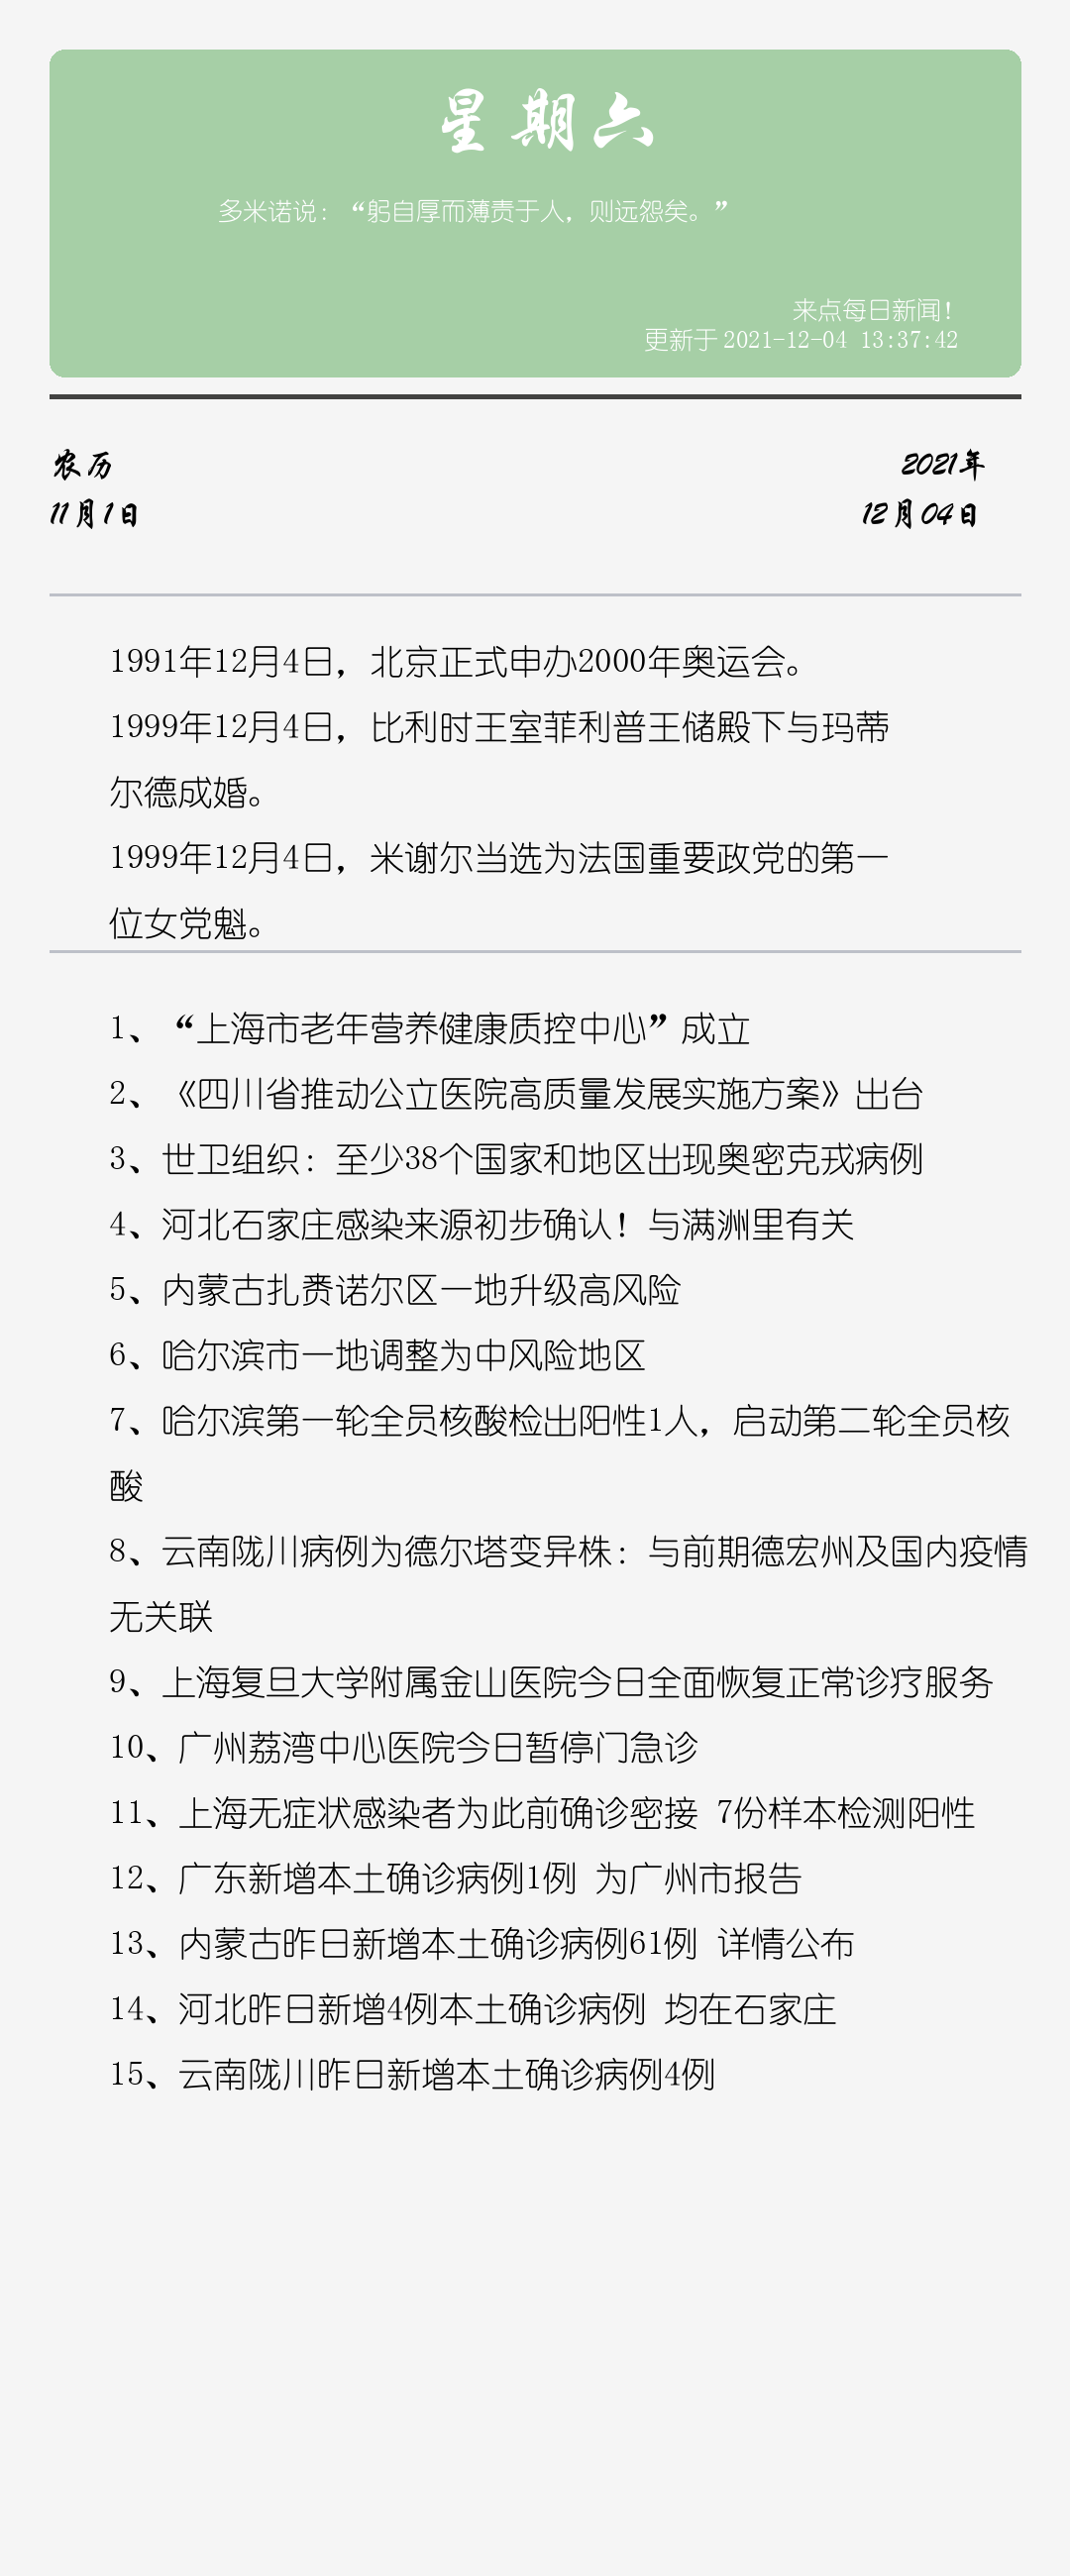 星期六
多米诺说：“躬自厚而薄责于人，则远怨矣。”
来点每日新闻！
更新于 2021-12-04 13:37:42
农历
2021年
11月1日
12月04日
1991年12月4日，北京正式申办2000年奥运会。
1999年12月4日，比利时王室菲利普王储殿下与玛蒂
尔德成婚。
1999年12月4日，米谢尔当选为法国重要政党的第一
位女党魁。
1、“上海市老年营养健康质控中心”成立
2、《四川省推动公立医院高质量发展实施方案》出台
3、世卫组织：至少38个国家和地区出现奥密克戎病例
4、河北石家庄感染来源初步确认！与满洲里有关
5、内蒙古扎赉诺尔区一地升级高风险
6、哈尔滨市一地调整为中风险地区
7、哈尔滨第一轮全员核酸检出阳性1人，启动第二轮全员核
酸
8、云南陇川病例为德尔塔变异株：与前期德宏州及国内疫情
无关联
9、上海复旦大学附属金山医院今日全面恢复正常诊疗服务
10、广州荔湾中心医院今日暂停门急诊
11、上海无症状感染者为此前确诊密接 7份样本检测阳性
12、广东新增本土确诊病例1例 为广州市报告
13、内蒙古昨日新增本土确诊病例61例 详情公布
14、河北昨日新增4例本土确诊病例 均在石家庄
15、云南陇川昨日新增本土确诊病例4例